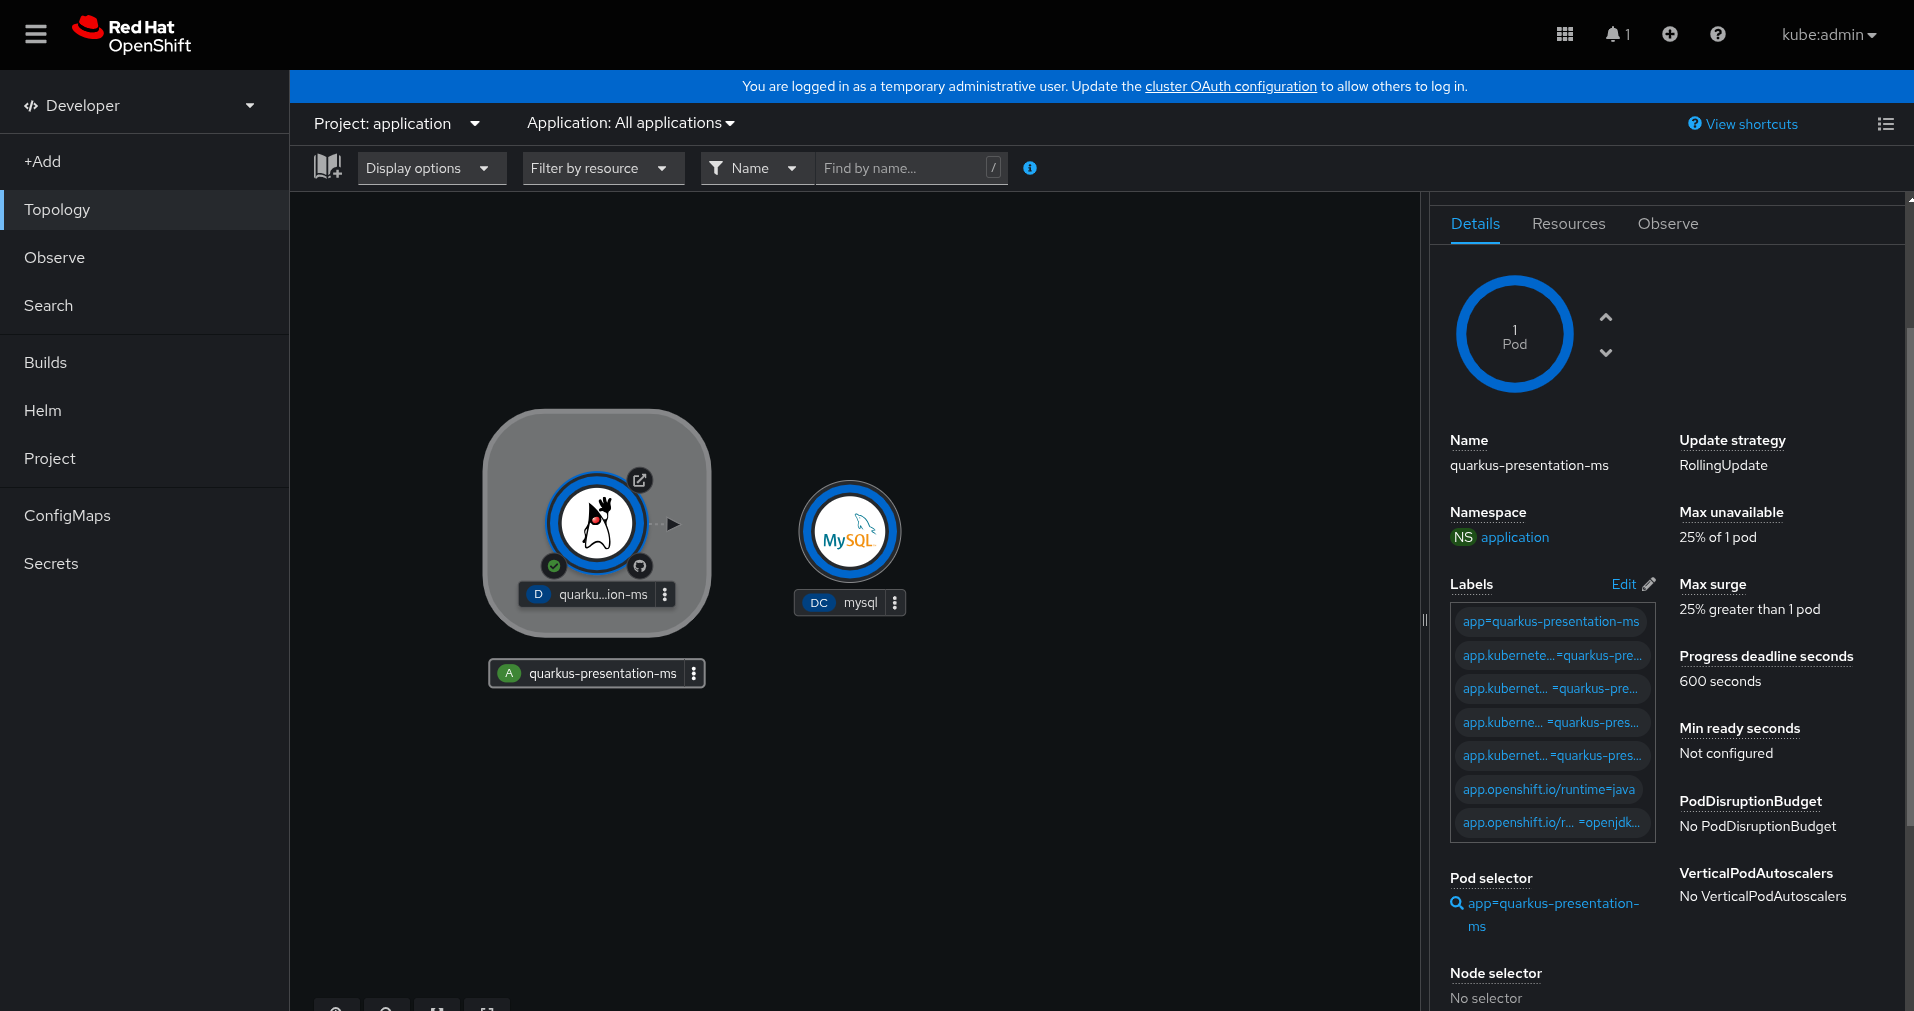 Red Hat
OpenShift
1
kube:admin
Developer
You are logged in as a temporary administrative user. Update the cluster OAuth configuration to allow others to log in.
Project: application
Application: All applications
View shortcuts
+Add
Display options
Filter by resource
Name
Find by name...
/
Topology
Observe
Search
Builds
Helm
Project
ConfigMaps
Secrets
MySQL
D quarku...ion-ms
DC mysql
A quarkus-presentation-ms
Details
Resources
Observe
1
Pod
Name
quarkus-presentation-ms
Namespace
NS application
Labels
Edit
app=quarkus-presentation-ms
app.kubernete... =quarkus-pre...
app.kubernet... =quarkus-pre...
app.kuberne... =quarkus-pres...
app.kubernet... =quarkus-pres...
app.openshift.io/runtime=java
app.openshift.io/r... =openjdk...
Pod selector
app=quarkus-presentation-
ms
Node selector
No selector
Update strategy
RollingUpdate
Max unavailable
25% of 1 pod
Max surge
25% greater than 1 pod
Progress deadline seconds
600 seconds
Min ready seconds
Not configured
PodDisruptionBudget
No PodDisruptionBudget
VerticalPodAutoscalers
No VerticalPodAutoscalers